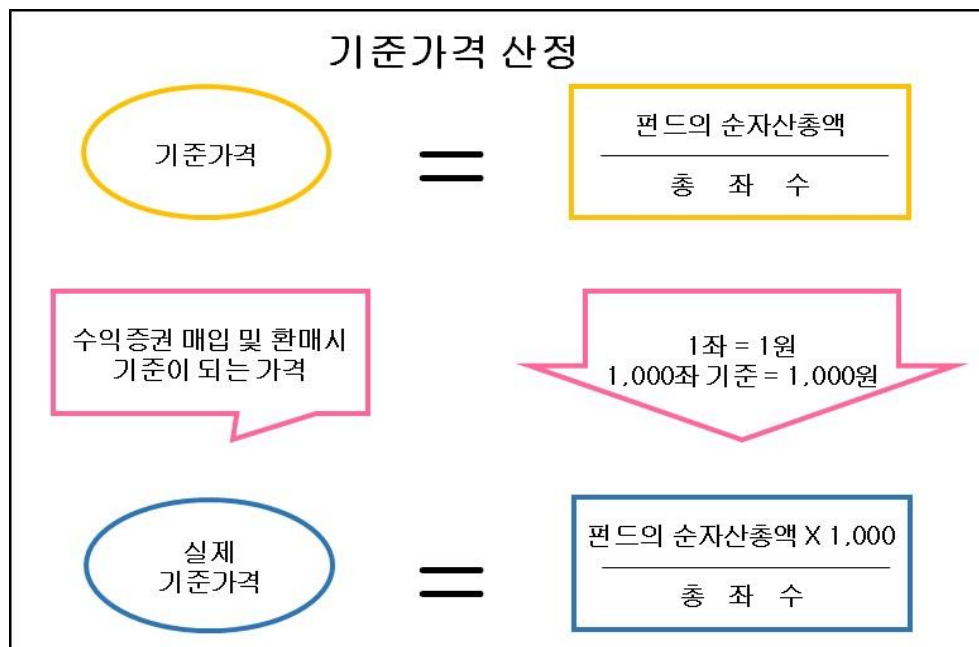 기준가격 산정
기준가격
=
펀드의 순자산총액
총 좌 수
수익증권 매입 및 환매시
기준이 되는 가격
1좌 = 1원
1,000좌 기준 = 1,000원
실제
기준가격
=
펀드의 순자산총액 X 1,000
총 좌 수